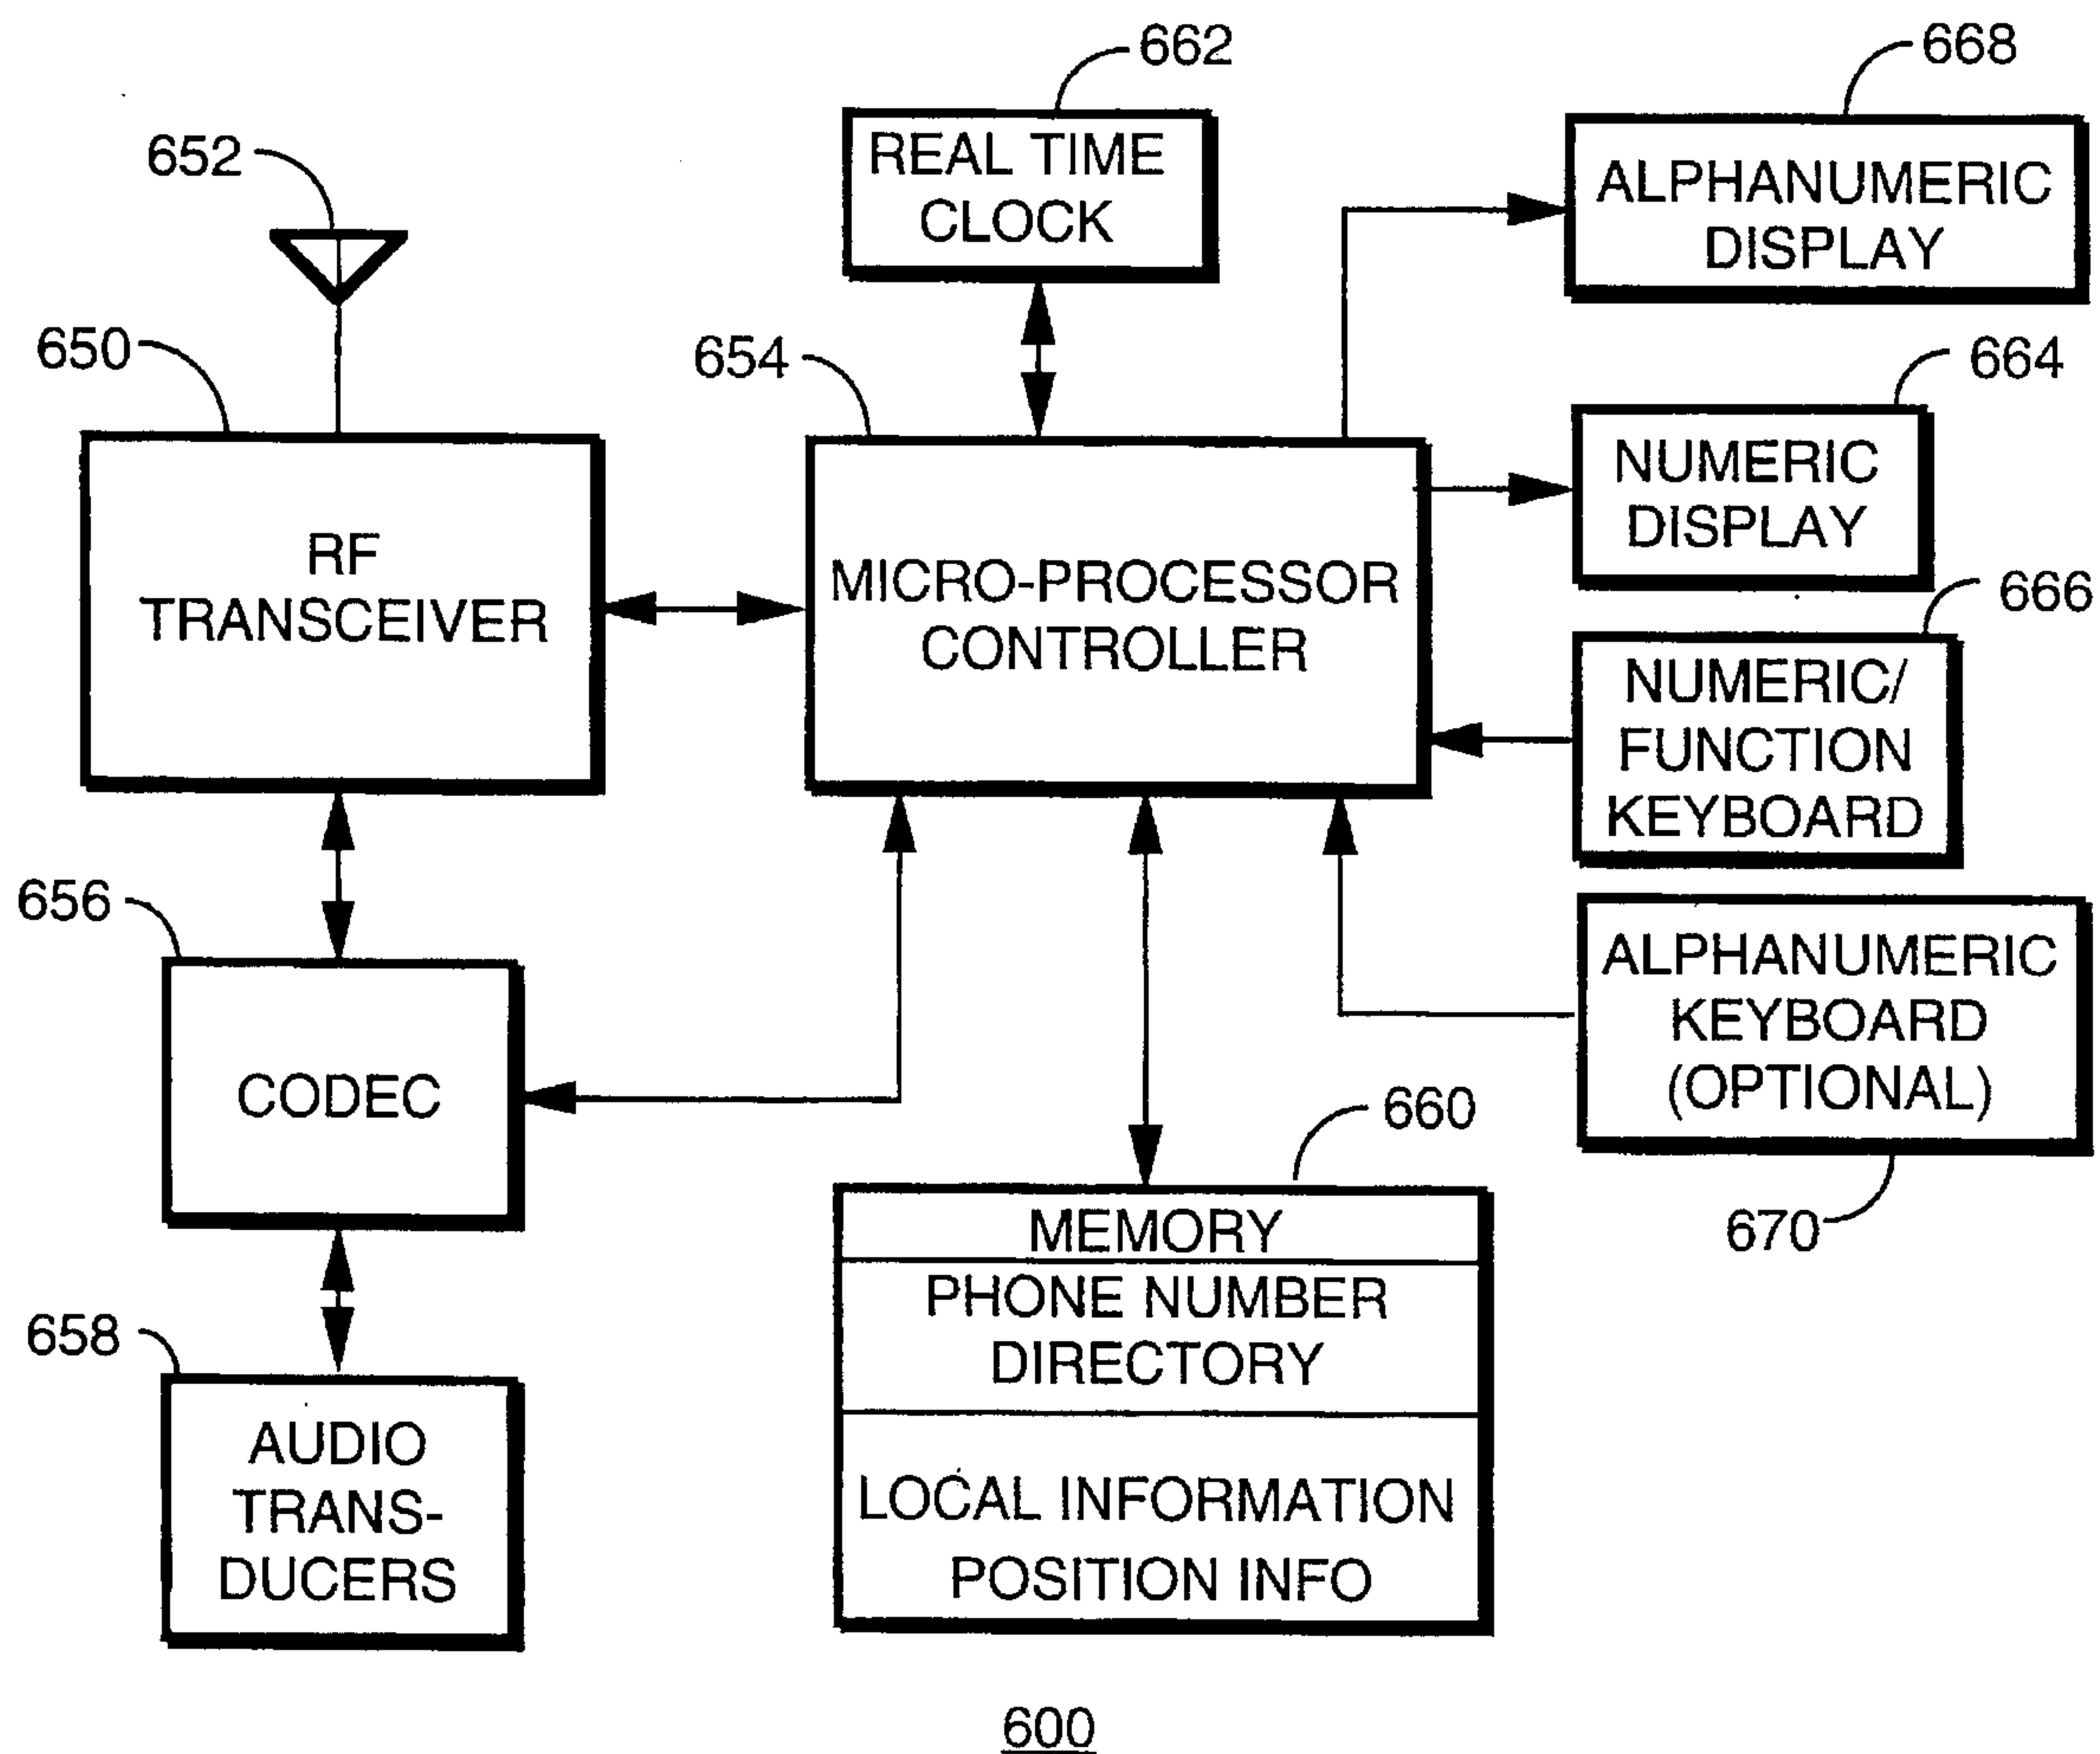 662
668
652
REAL TIME
CLOCK
ALPHANUMERIC
DISPLAY
650
654
664
NUMERIC
DISPLAY
RF
TRANSCEIVER
MICRO-PROCESSOR
CONTROLLER
666
NUMERIC/
FUNCTION
KEYBOARD
656
CODEC
ALPHANUMERIC
KEYBOARD
(OPTIONAL)
660
670
MEMORY
PHONE NUMBER
DIRECTORY
LOCAL INFORMATION
POSITION INFO
658
AUDIO
TRANS-
DUCERS
600